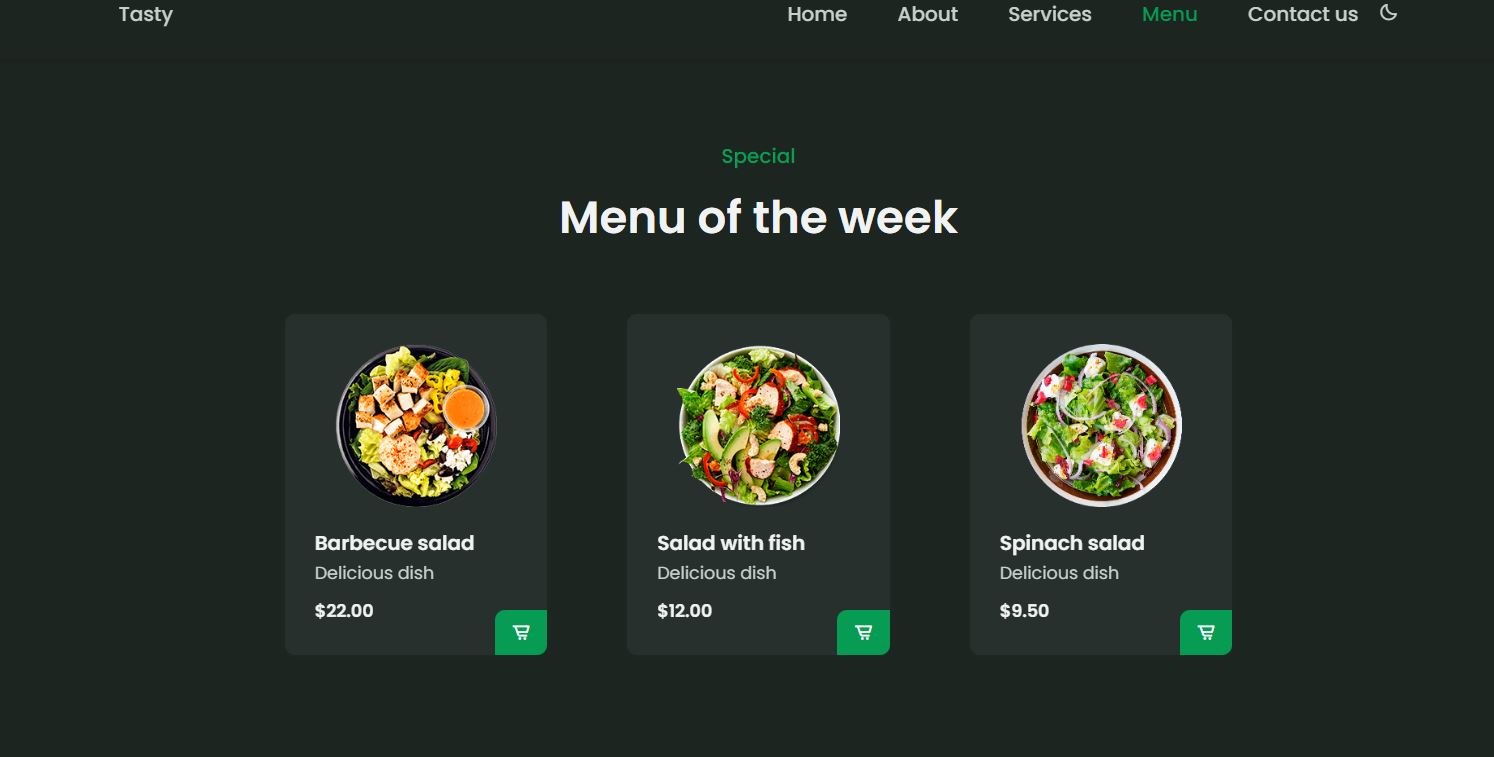 Tasty Home About Services Menu Contact us
Special
Menu of the week
Barbecue salad
Delicious dish
$22.00
Salad with fish
Delicious dish
$12.00
Spinach salad
Delicious dish
$9.50